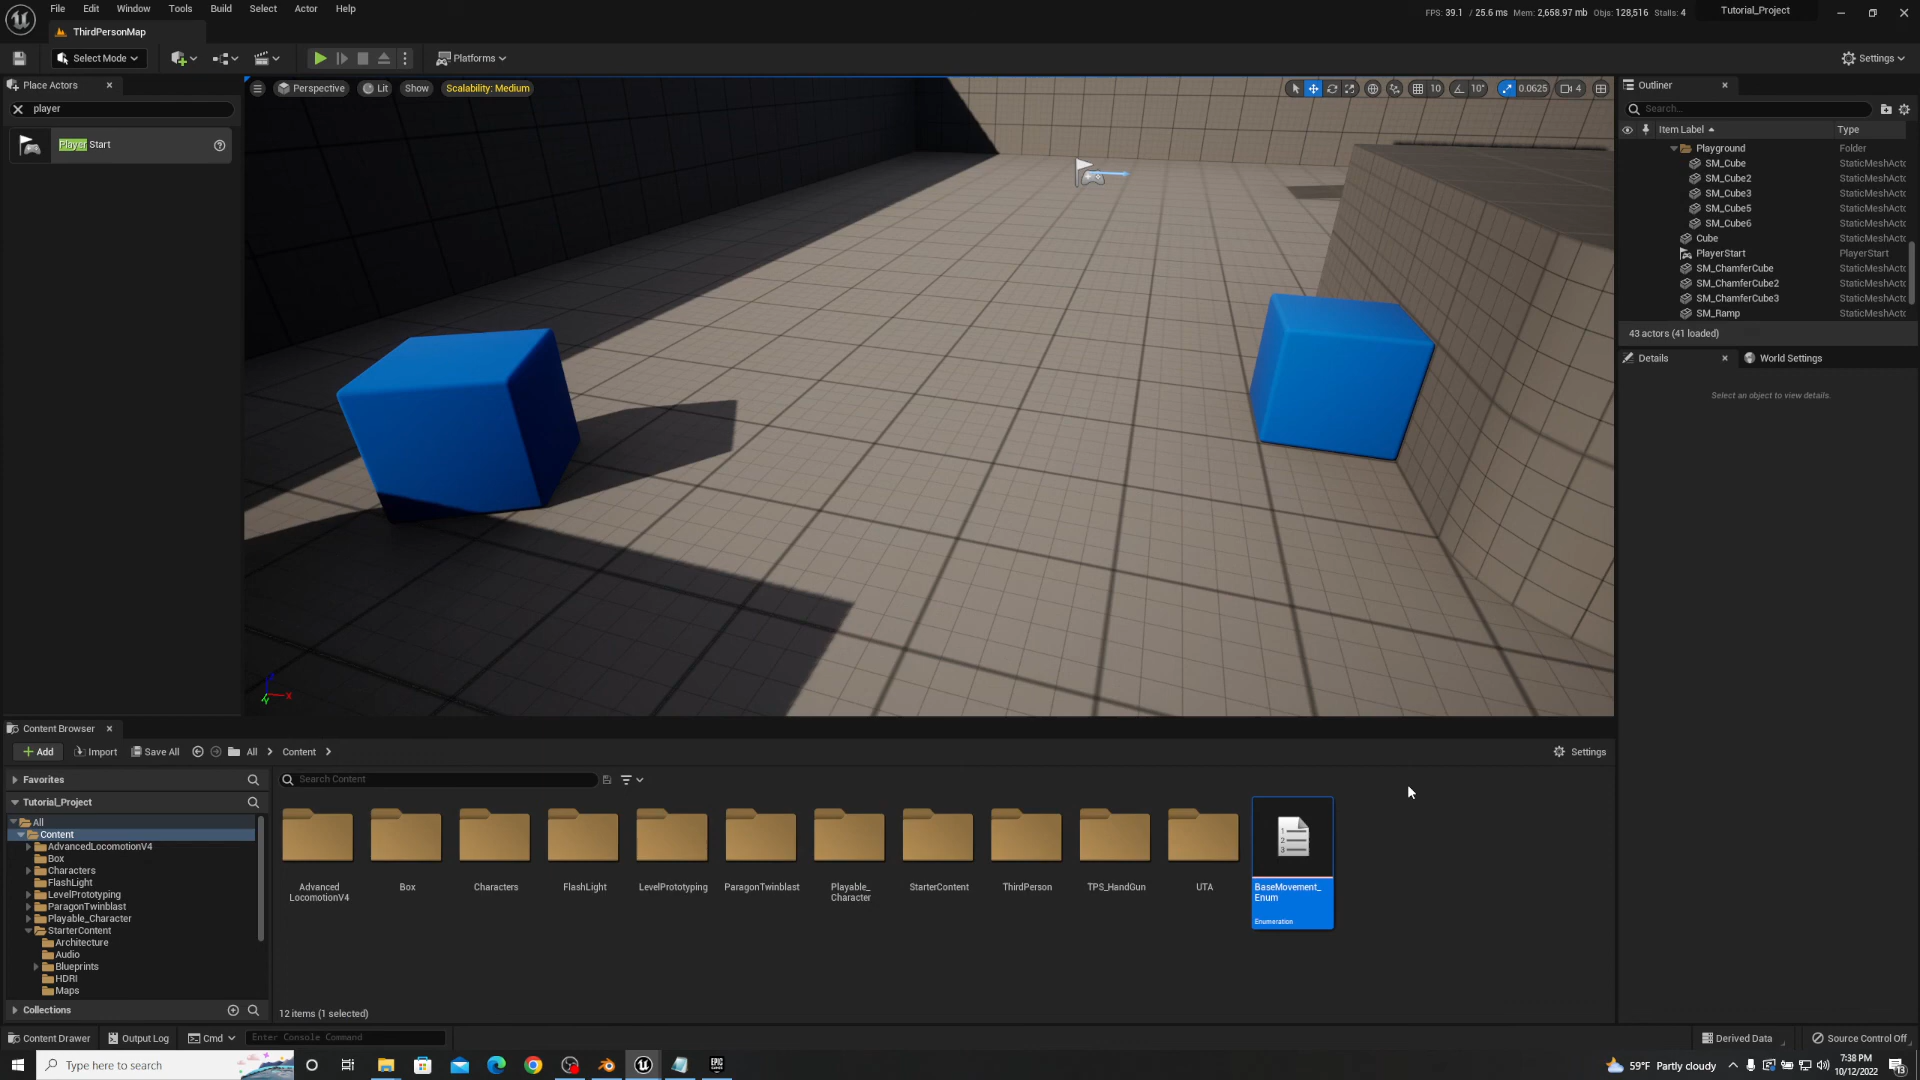 File Edit Window Tools Build Select Actor Help
FPS: 39.1 / 25.6 ms Mem: 2,658.97 mb Objs: 128,516 Stalls: 4
Tutorial_Project
ThirdPersonMap
Select Mode
Platforms
Settings
Place Actors
player
Player Start
Perspective Lit Show Scalability: Medium
10 10° 0.0625 4
Outliner
Search...
Item Label Type
Playground Folder
SM_Cube StaticMeshActo
SM_Cube2 StaticMeshActo
SM_Cube3 StaticMeshActo
SM_Cube5 StaticMeshActo
SM_Cube6 StaticMeshActo
Cube StaticMeshActo
PlayerStart PlayerStart
SM_ChamferCube StaticMeshActo
SM_ChamferCube2 StaticMeshActo
SM_ChamferCube3 StaticMeshActo
SM_Ramp StaticMeshActo
43 actors (41 loaded)
Details World Settings
Select an object to view details.
Content Browser
Add Import Save All All Content Settings
Favorites
Search Content
Tutorial_Project
All
Content
AdvancedLocomotionV4
Box
Characters
FlashLight
LevelPrototyping
ParagonTwinblast
Playable_Character
StarterContent
Architecture
Audio
Blueprints
HDRI
Maps
Collections
Advanced
LocomotionV4
Box
Characters
FlashLight
LevelPrototyping
ParagonTwinblast
Playable_
Character
StarterContent
ThirdPerson
TPS_HandGun
UTA
BaseMovement_
Enum
Enumeration
12 items (1 selected)
Content Drawer Output Log Cmd Enter Console Command
Derived Data Source Control Off
Type here to search
59°F Partly cloudy
7:38 PM
10/12/2022